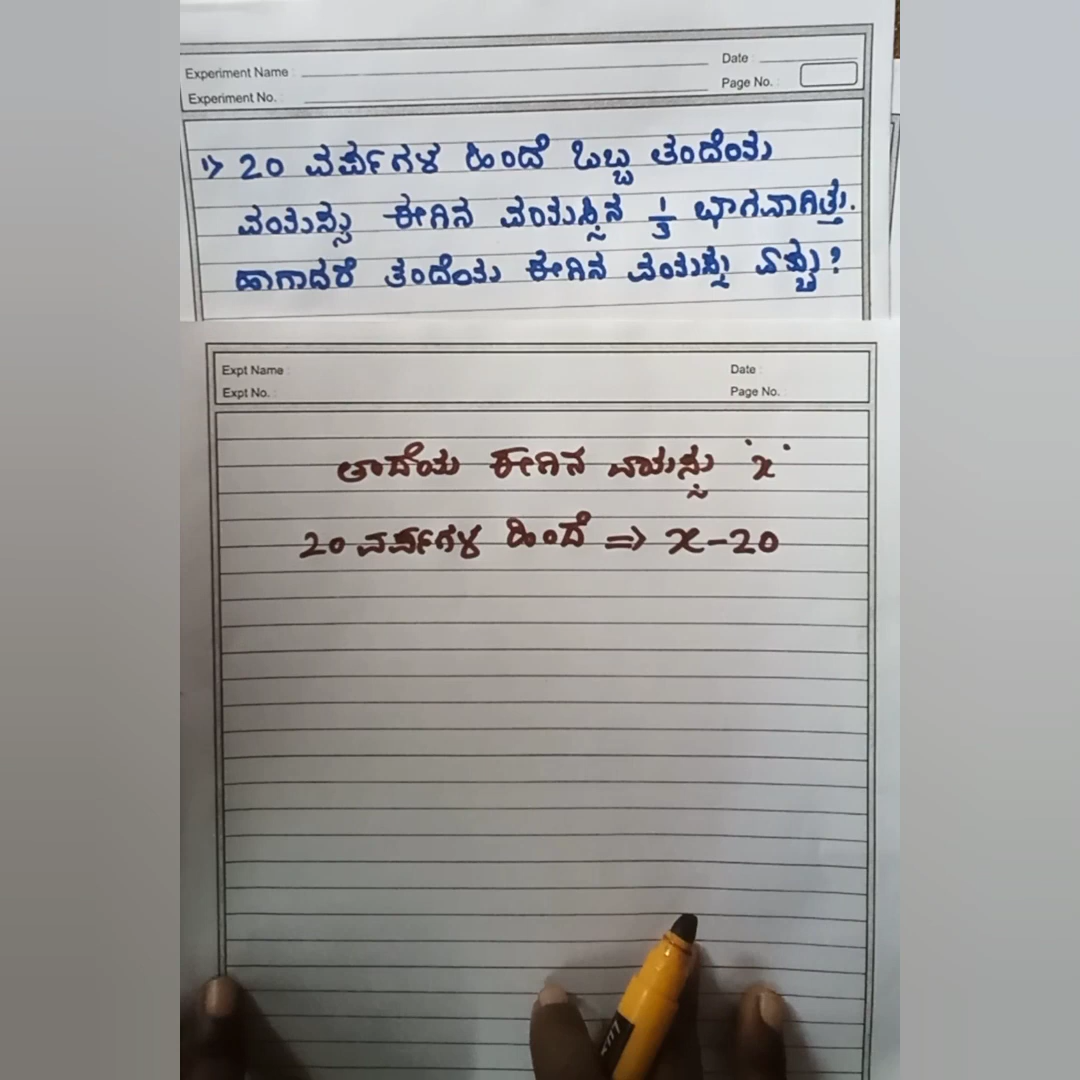 Experiment Name :
Date :
Experiment No. :
Page No. :
1> 20 ವರ್ಷಗಳ ಹಿಂದೆ ಒಬ್ಬ ತಂದೆಯ
ವಯಸ್ಸು ಈಗಿನ ವಯಸ್ಸಿನ 1/3 ಭಾಗವಾಗಿತ್ತು.
ಹಾಗಾದರೆ ತಂದೆಯ ಈಗಿನ ವಯಸ್ಸು ಎಷ್ಟು?
Expt Name :
Date :
Expt No. :
Page No. :
ತಂದೆಯ ಈಗಿನ ವಯಸ್ಸು 'x'
20 ವರ್ಷಗಳ ಹಿಂದೆ => x-20